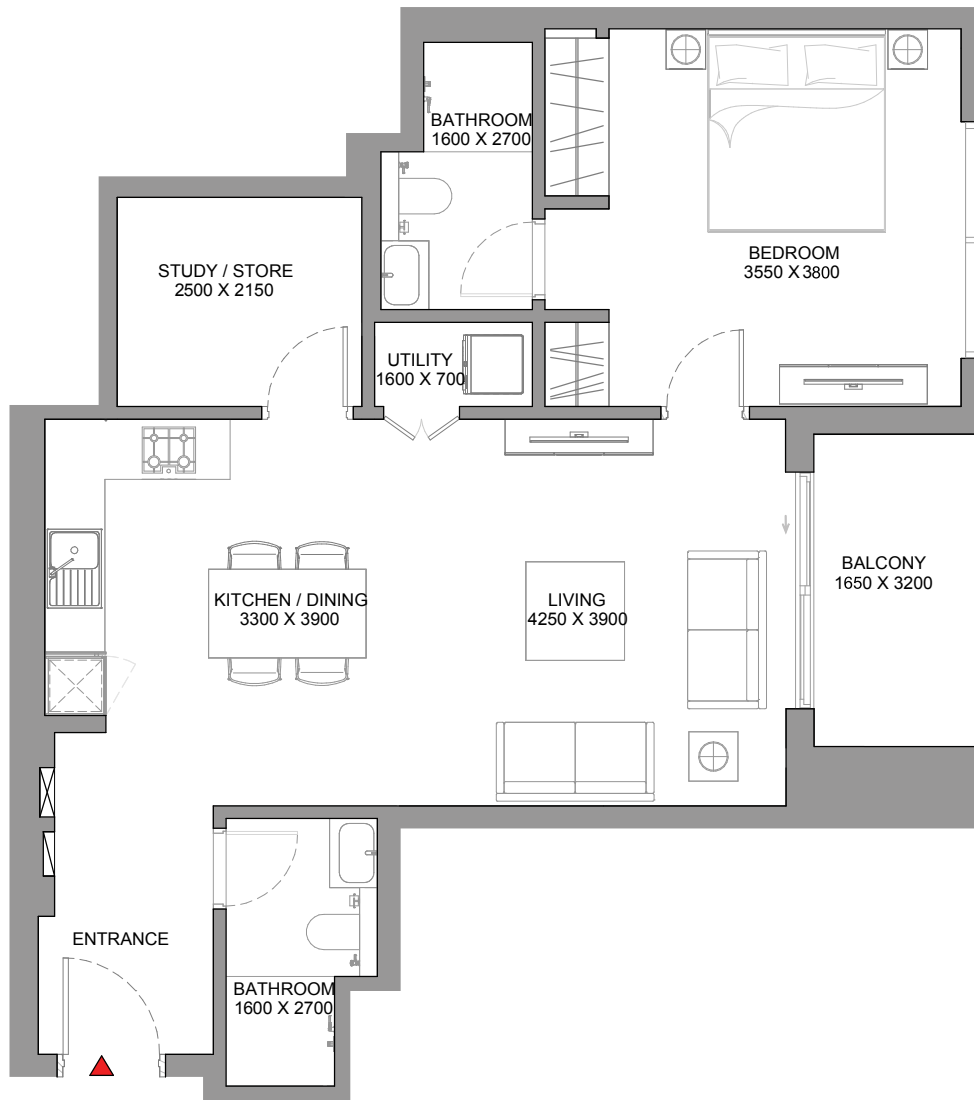 BATHROOM
1600 X 2700
STUDY / STORE
2500 X 2150
BEDROOM
3550 X 3800
UTILITY
1600 X 700
KITCHEN / DINING
3300 X 3900
LIVING
4250 X 3900
BALCONY
1650 X 3200
ENTRANCE
BATHROOM
1600 X 2700